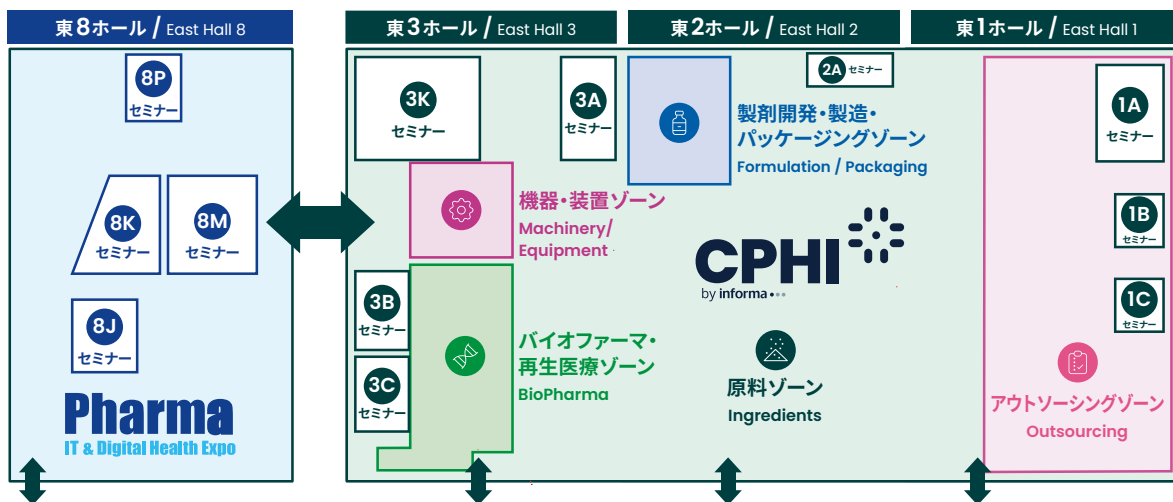 東8ホール / East Hall 8
8P
セミナー
8K
セミナー
8M
セミナー
8J
セミナー
Pharma
IT & Digital Health Expo
東3ホール / East Hall 3
東2ホール / East Hall 2
東1ホール / East Hall 1
3K
セミナー
3A
セミナー
2A セミナー
1A
セミナー
製剤開発・製造・
パッケージングゾーン
Formulation / Packaging
機器・装置ゾーン
Machinery/
Equipment
1B
セミナー
CPHI
by informa
3B
セミナー
1C
セミナー
バイオファーマ・
再生医療ゾーン
BioPharma
3C
セミナー
原料ゾーン
Ingredients
アウトソーシングゾーン
Outsourcing